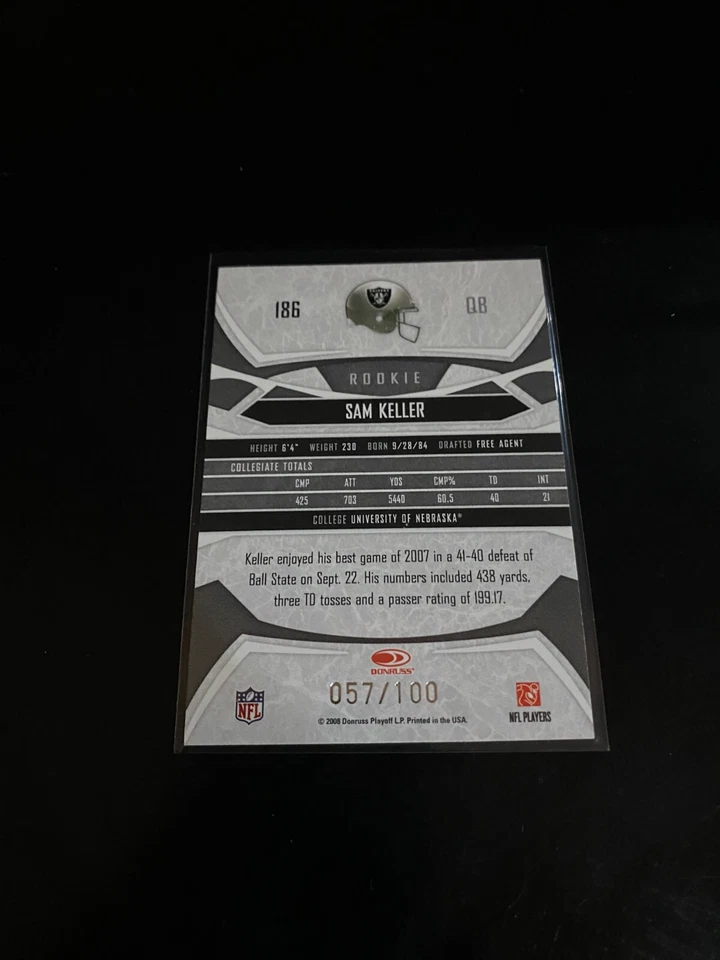 186 QB
RAIDERS
ROOKIE
SAM KELLER
HEIGHT 6'4" WEIGHT 230 BORN 9/28/84 DRAFTED FREE AGENT
COLLEGIATE TOTALS
CMP ATT YDS CMP% TD INT
425 703 5440 60.5 40 21
COLLEGE UNIVERSITY OF NEBRASKA®
Keller enjoyed his best game of 2007 in a 41-40 defeat of
Ball State on Sept. 22. His numbers included 438 yards,
three TD tosses and a passer rating of 199.17.
DONRUSS®
057/100
NFL
NFL PLAYERS
© 2008 Donruss Playoff L.P. Printed in the USA.